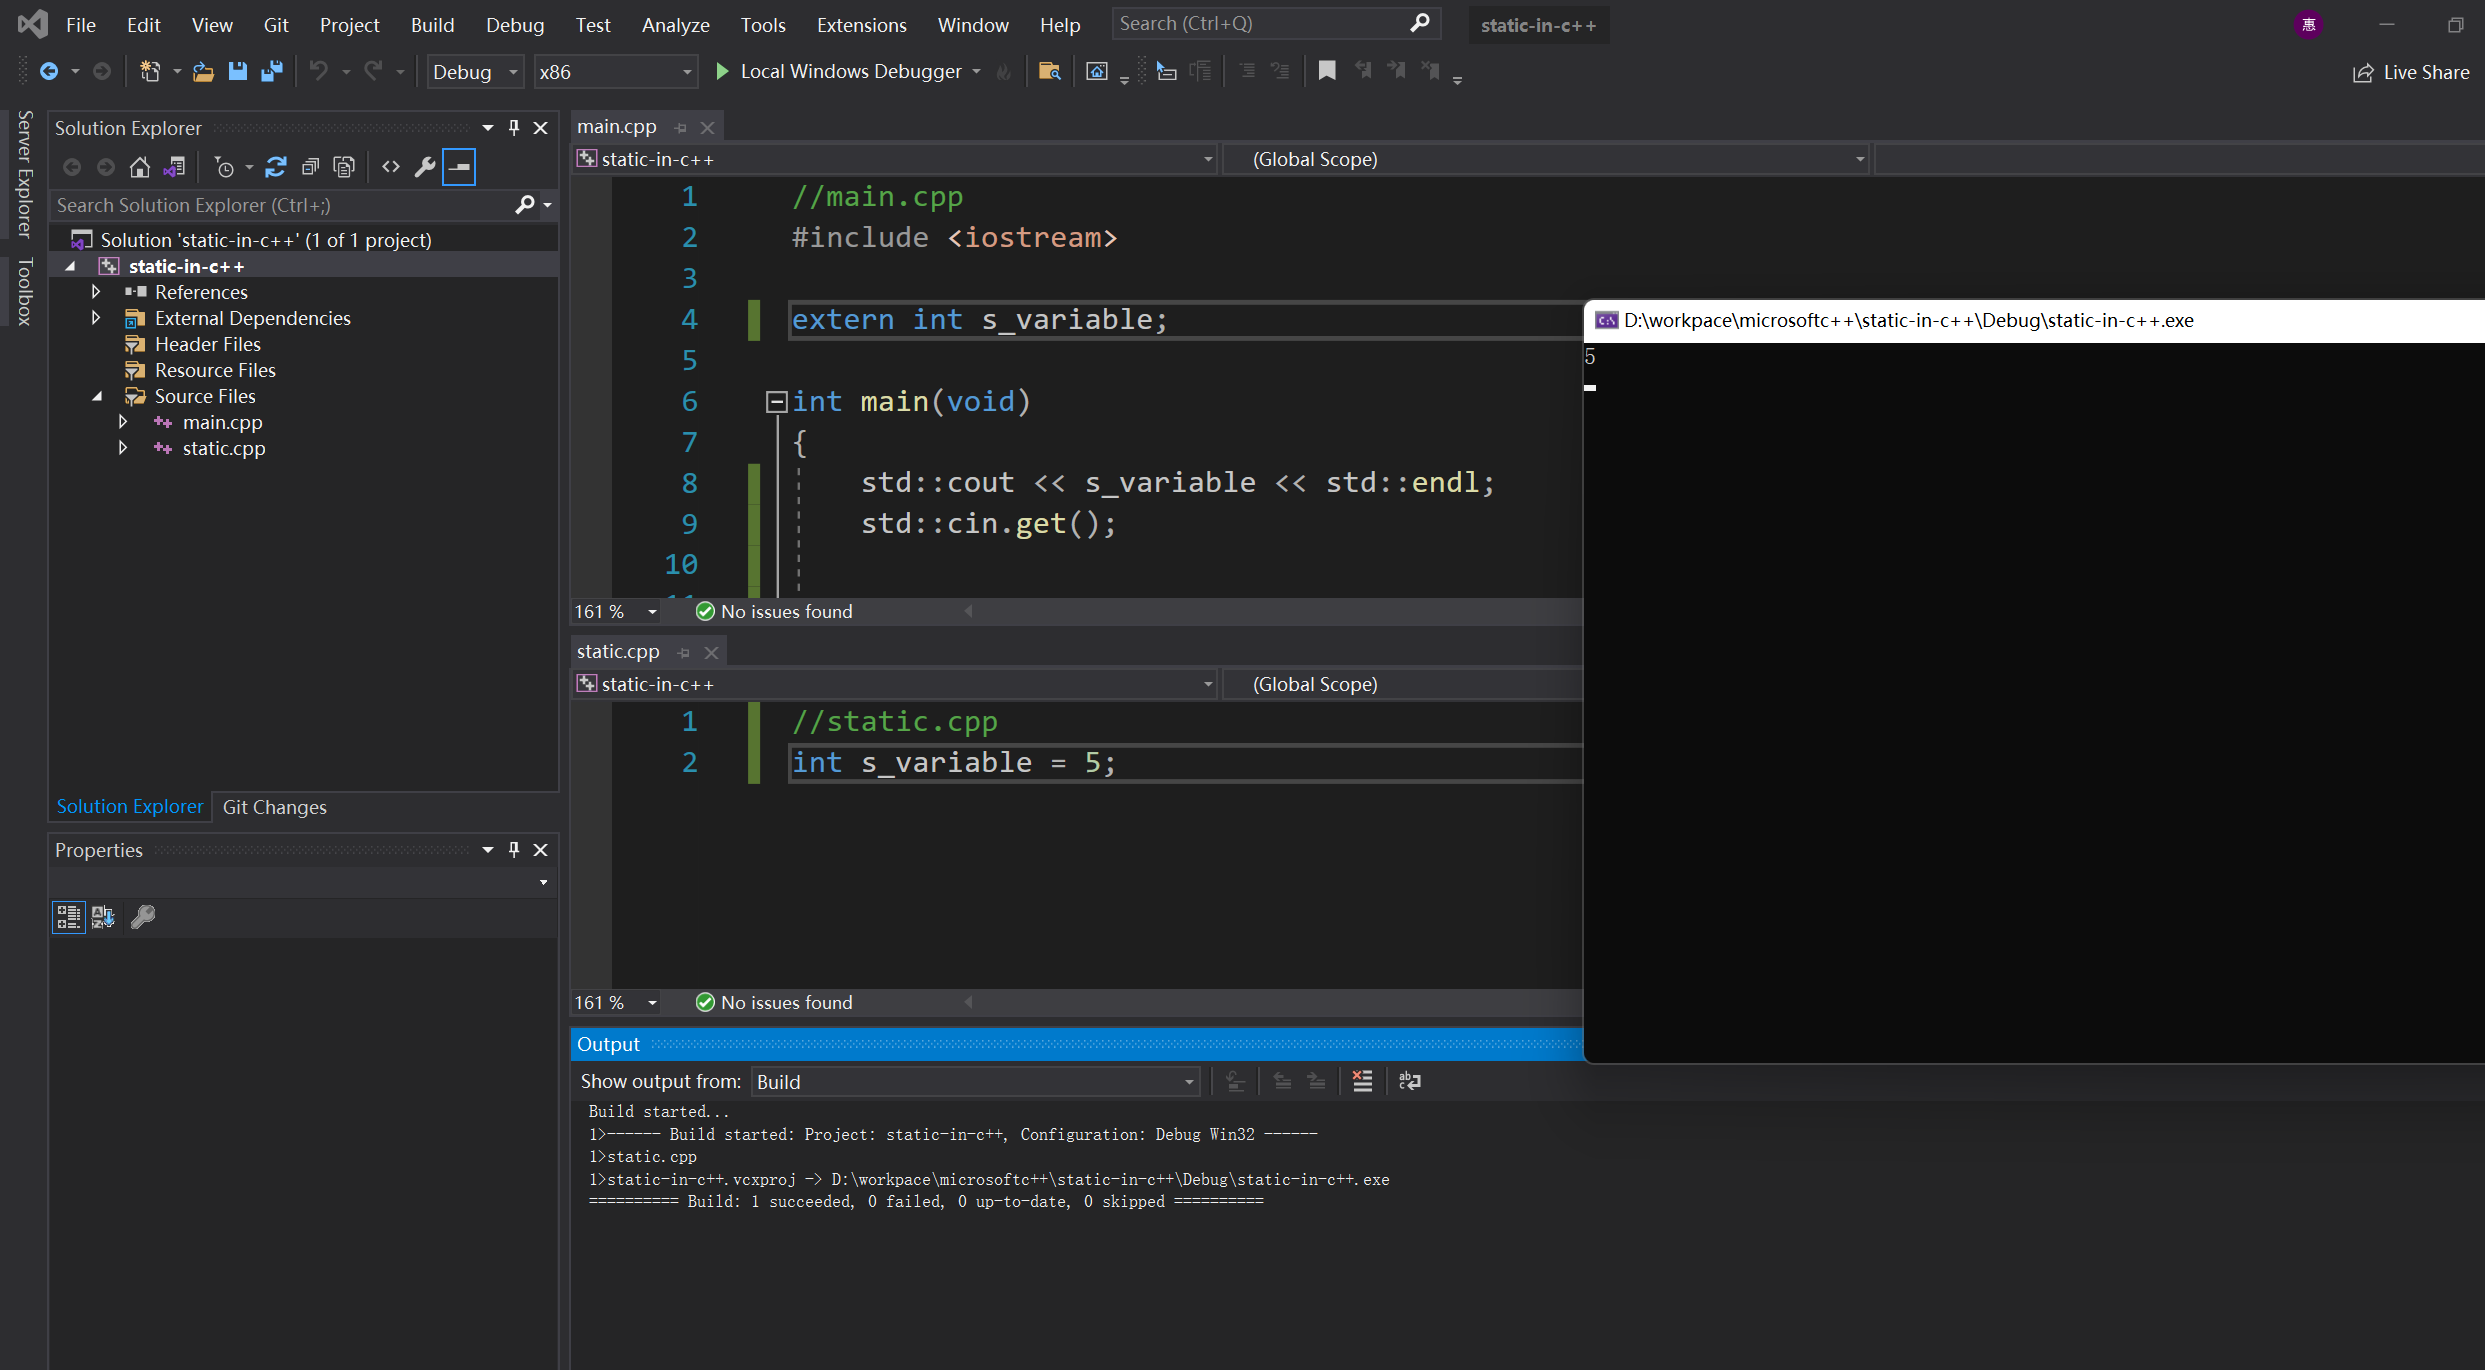 File Edit View Git Project Build Debug Test Analyze Tools Extensions Window Help Search (Ctrl+Q) static-in-c++ 惠
Debug x86 Local Windows Debugger Live Share
Server Explorer
Toolbox
Solution Explorer
Search Solution Explorer (Ctrl+;)
Solution 'static-in-c++' (1 of 1 project)
static-in-c++
References
External Dependencies
Header Files
Resource Files
Source Files
main.cpp
static.cpp
Solution Explorer Git Changes
Properties
main.cpp
static-in-c++ (Global Scope)
1 //main.cpp
2 #include <iostream>
3
4 extern int s_variable;
5
6 int main(void)
7 {
8 std::cout << s_variable << std::endl;
9 std::cin.get();
10
161 % No issues found
static.cpp
static-in-c++ (Global Scope)
1 //static.cpp
2 int s_variable = 5;
161 % No issues found
D:\workpace\microsoftc++\static-in-c++\Debug\static-in-c++.exe
5
Output
Show output from: Build
Build started...
1>------ Build started: Project: static-in-c++, Configuration: Debug Win32 ------
1>static.cpp
1>static-in-c++.vcxproj -> D:\workpace\microsoftc++\static-in-c++\Debug\static-in-c++.exe
========== Build: 1 succeeded, 0 failed, 0 up-to-date, 0 skipped ==========